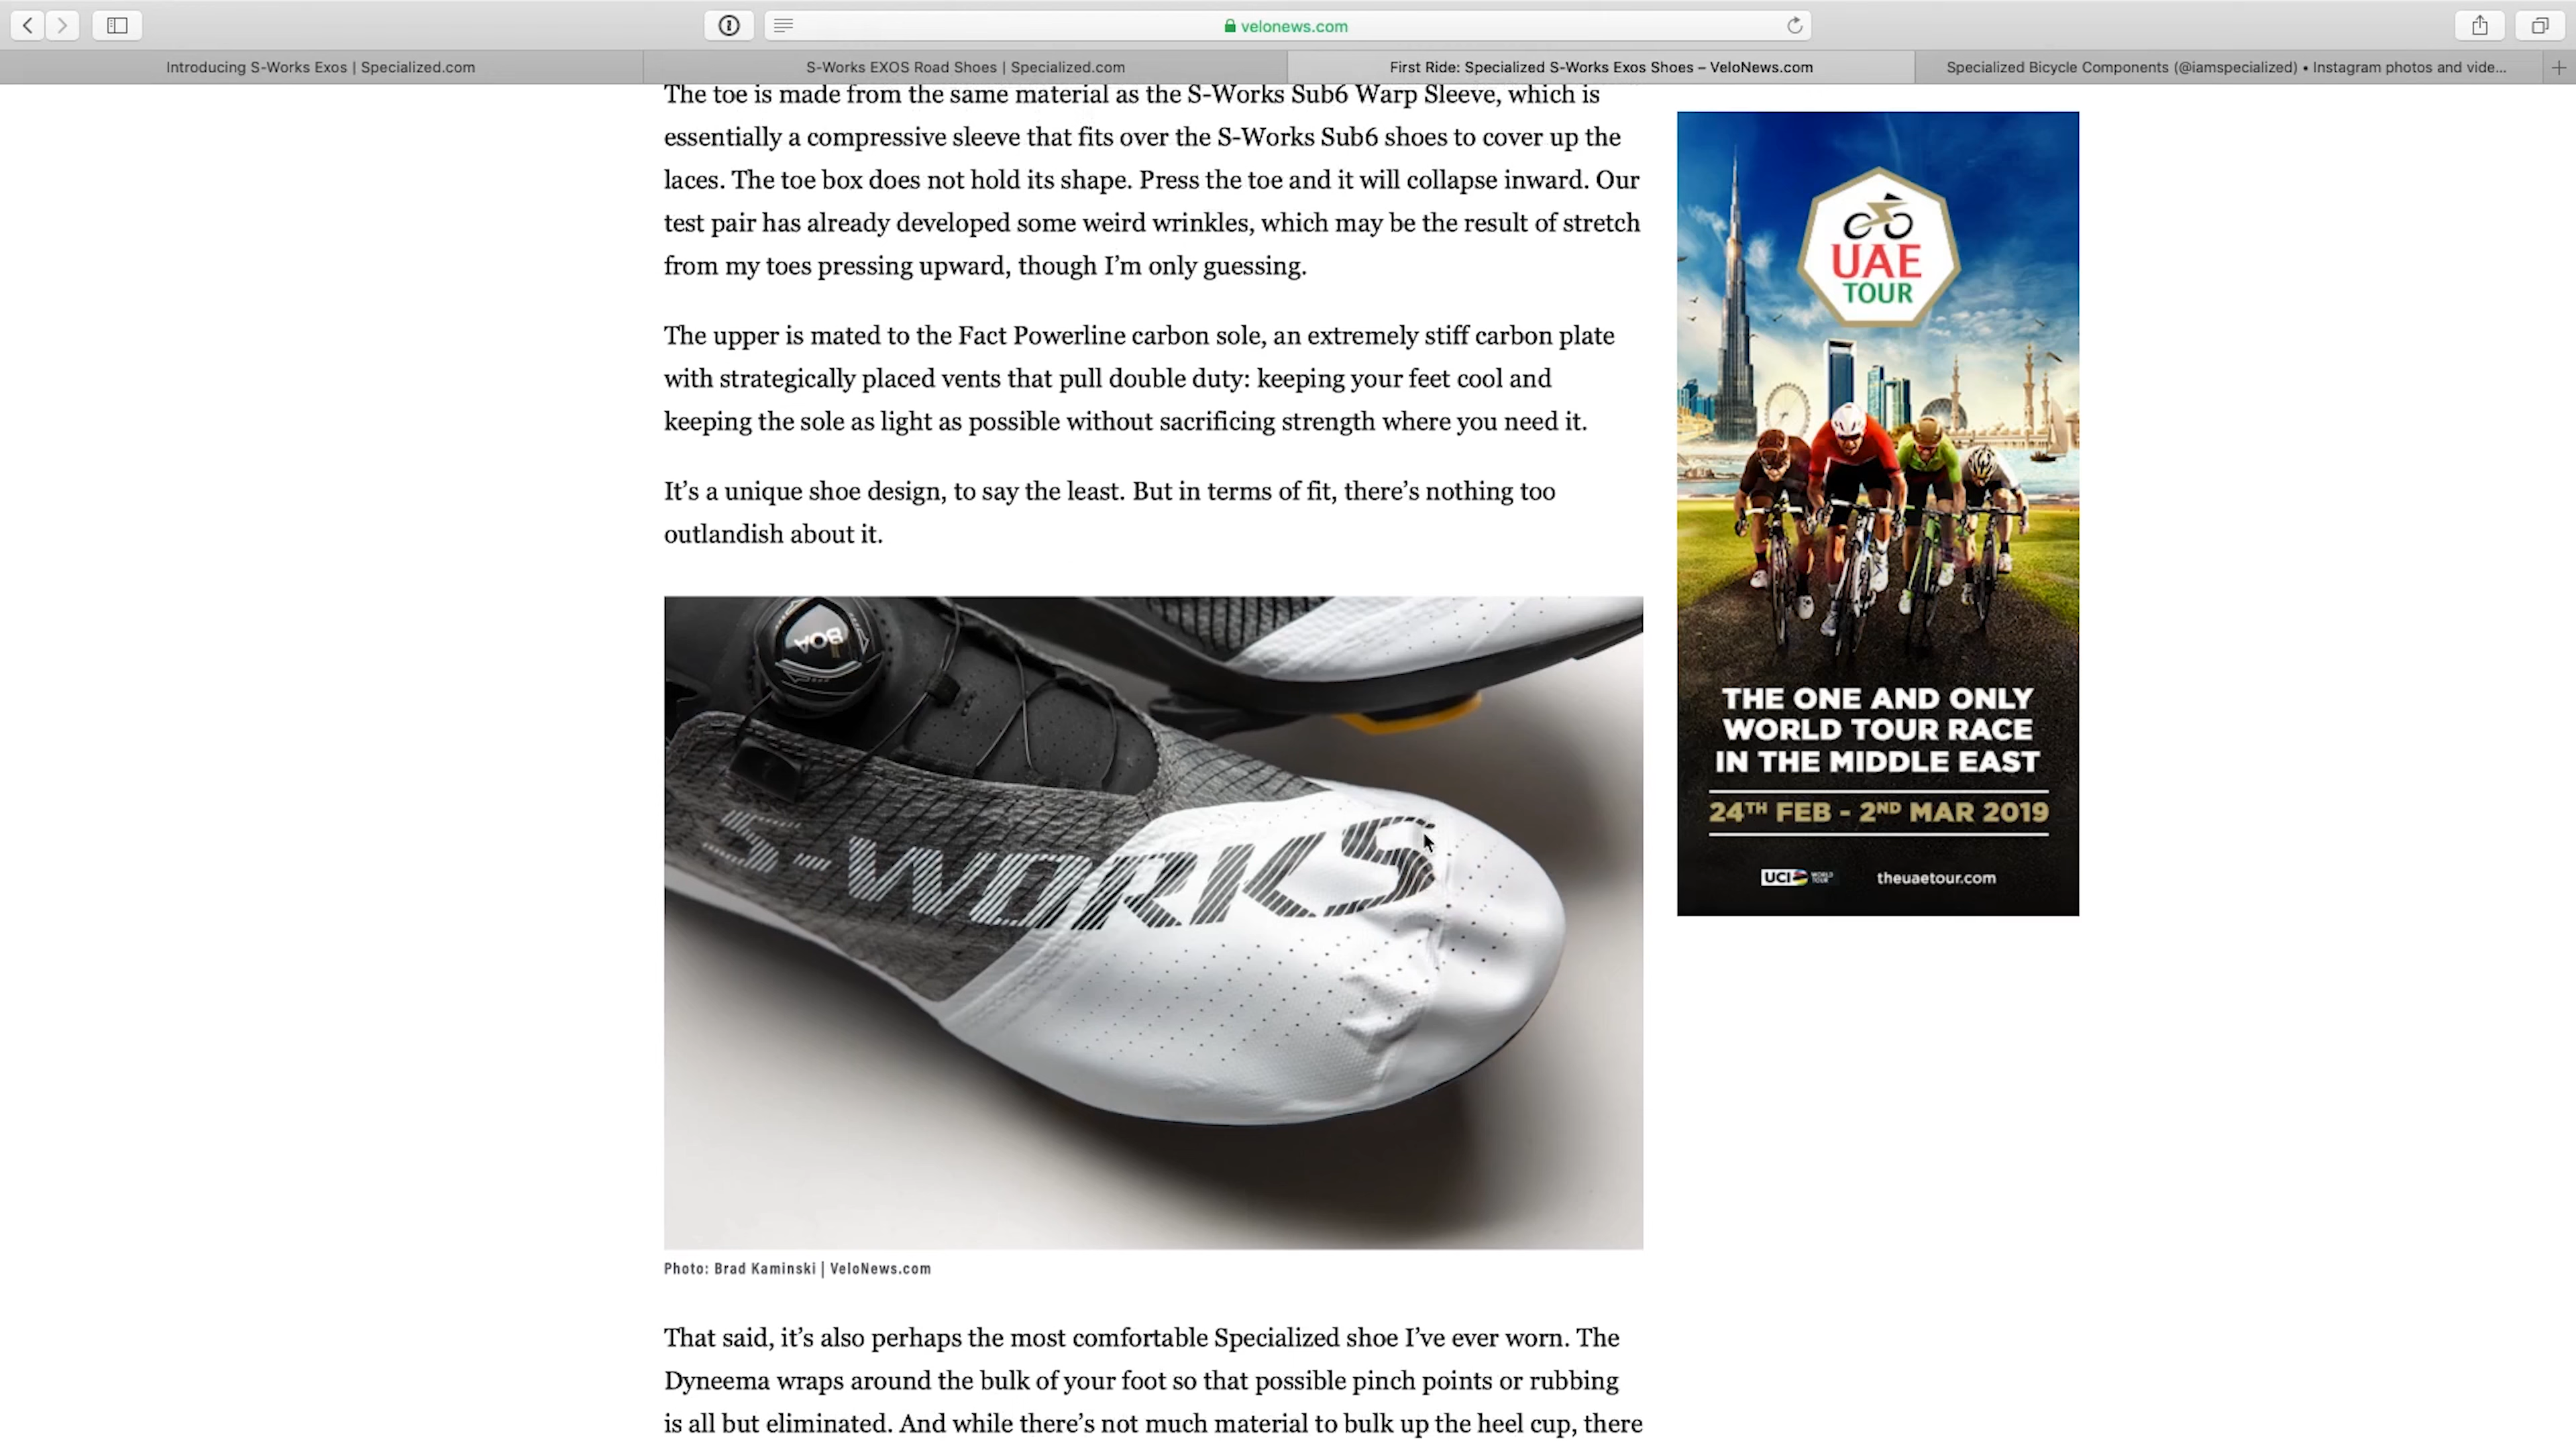 velonews.com
Introducing S-Works Exos | Specialized.com
S-Works EXOS Road Shoes | Specialized.com
First Ride: Specialized S-Works Exos Shoes – VeloNews.com
Specialized Bicycle Components (@iamspecialized) • Instagram photos and vide...
The toe is made from the same material as the S-Works Sub6 Warp Sleeve, which is
essentially a compressive sleeve that fits over the S-Works Sub6 shoes to cover up the
laces. The toe box does not hold its shape. Press the toe and it will collapse inward. Our
test pair has already developed some weird wrinkles, which may be the result of stretch
from my toes pressing upward, though I’m only guessing.
The upper is mated to the Fact Powerline carbon sole, an extremely stiff carbon plate
with strategically placed vents that pull double duty: keeping your feet cool and
keeping the sole as light as possible without sacrificing strength where you need it.
It’s a unique shoe design, to say the least. But in terms of fit, there’s nothing too
outlandish about it.
BOA
S-WORKS
Photo: Brad Kaminski | VeloNews.com
That said, it’s also perhaps the most comfortable Specialized shoe I’ve ever worn. The
Dyneema wraps around the bulk of your foot so that possible pinch points or rubbing
is all but eliminated. And while there’s not much material to bulk up the heel cup, there
UAE
TOUR
THE ONE AND ONLY
WORLD TOUR RACE
IN THE MIDDLE EAST
24TH FEB - 2ND MAR 2019
UCI WORLD TOUR
theuaetour.com